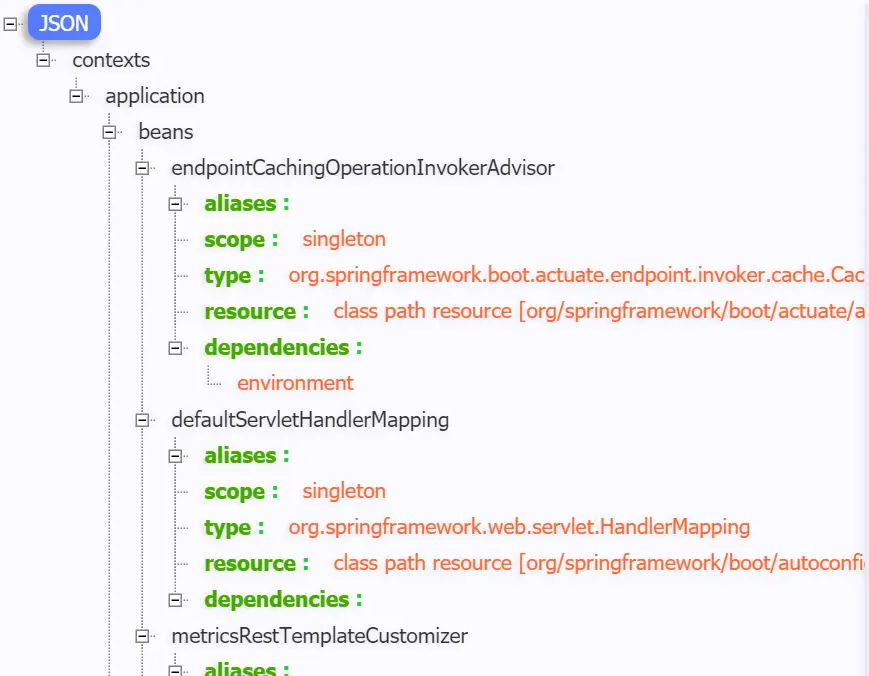 JSON
contexts
application
beans
endpointCachingOperationInvokerAdvisor
aliases :
scope : singleton
type : org.springframework.boot.actuate.endpoint.invoker.cache.Cac
resource : class path resource [org/springframework/boot/actuate/a
dependencies :
environment
defaultServletHandlerMapping
aliases :
scope : singleton
type : org.springframework.web.servlet.HandlerMapping
resource : class path resource [org/springframework/boot/autoconfi
dependencies :
metricsRestTemplateCustomizer
aliases :